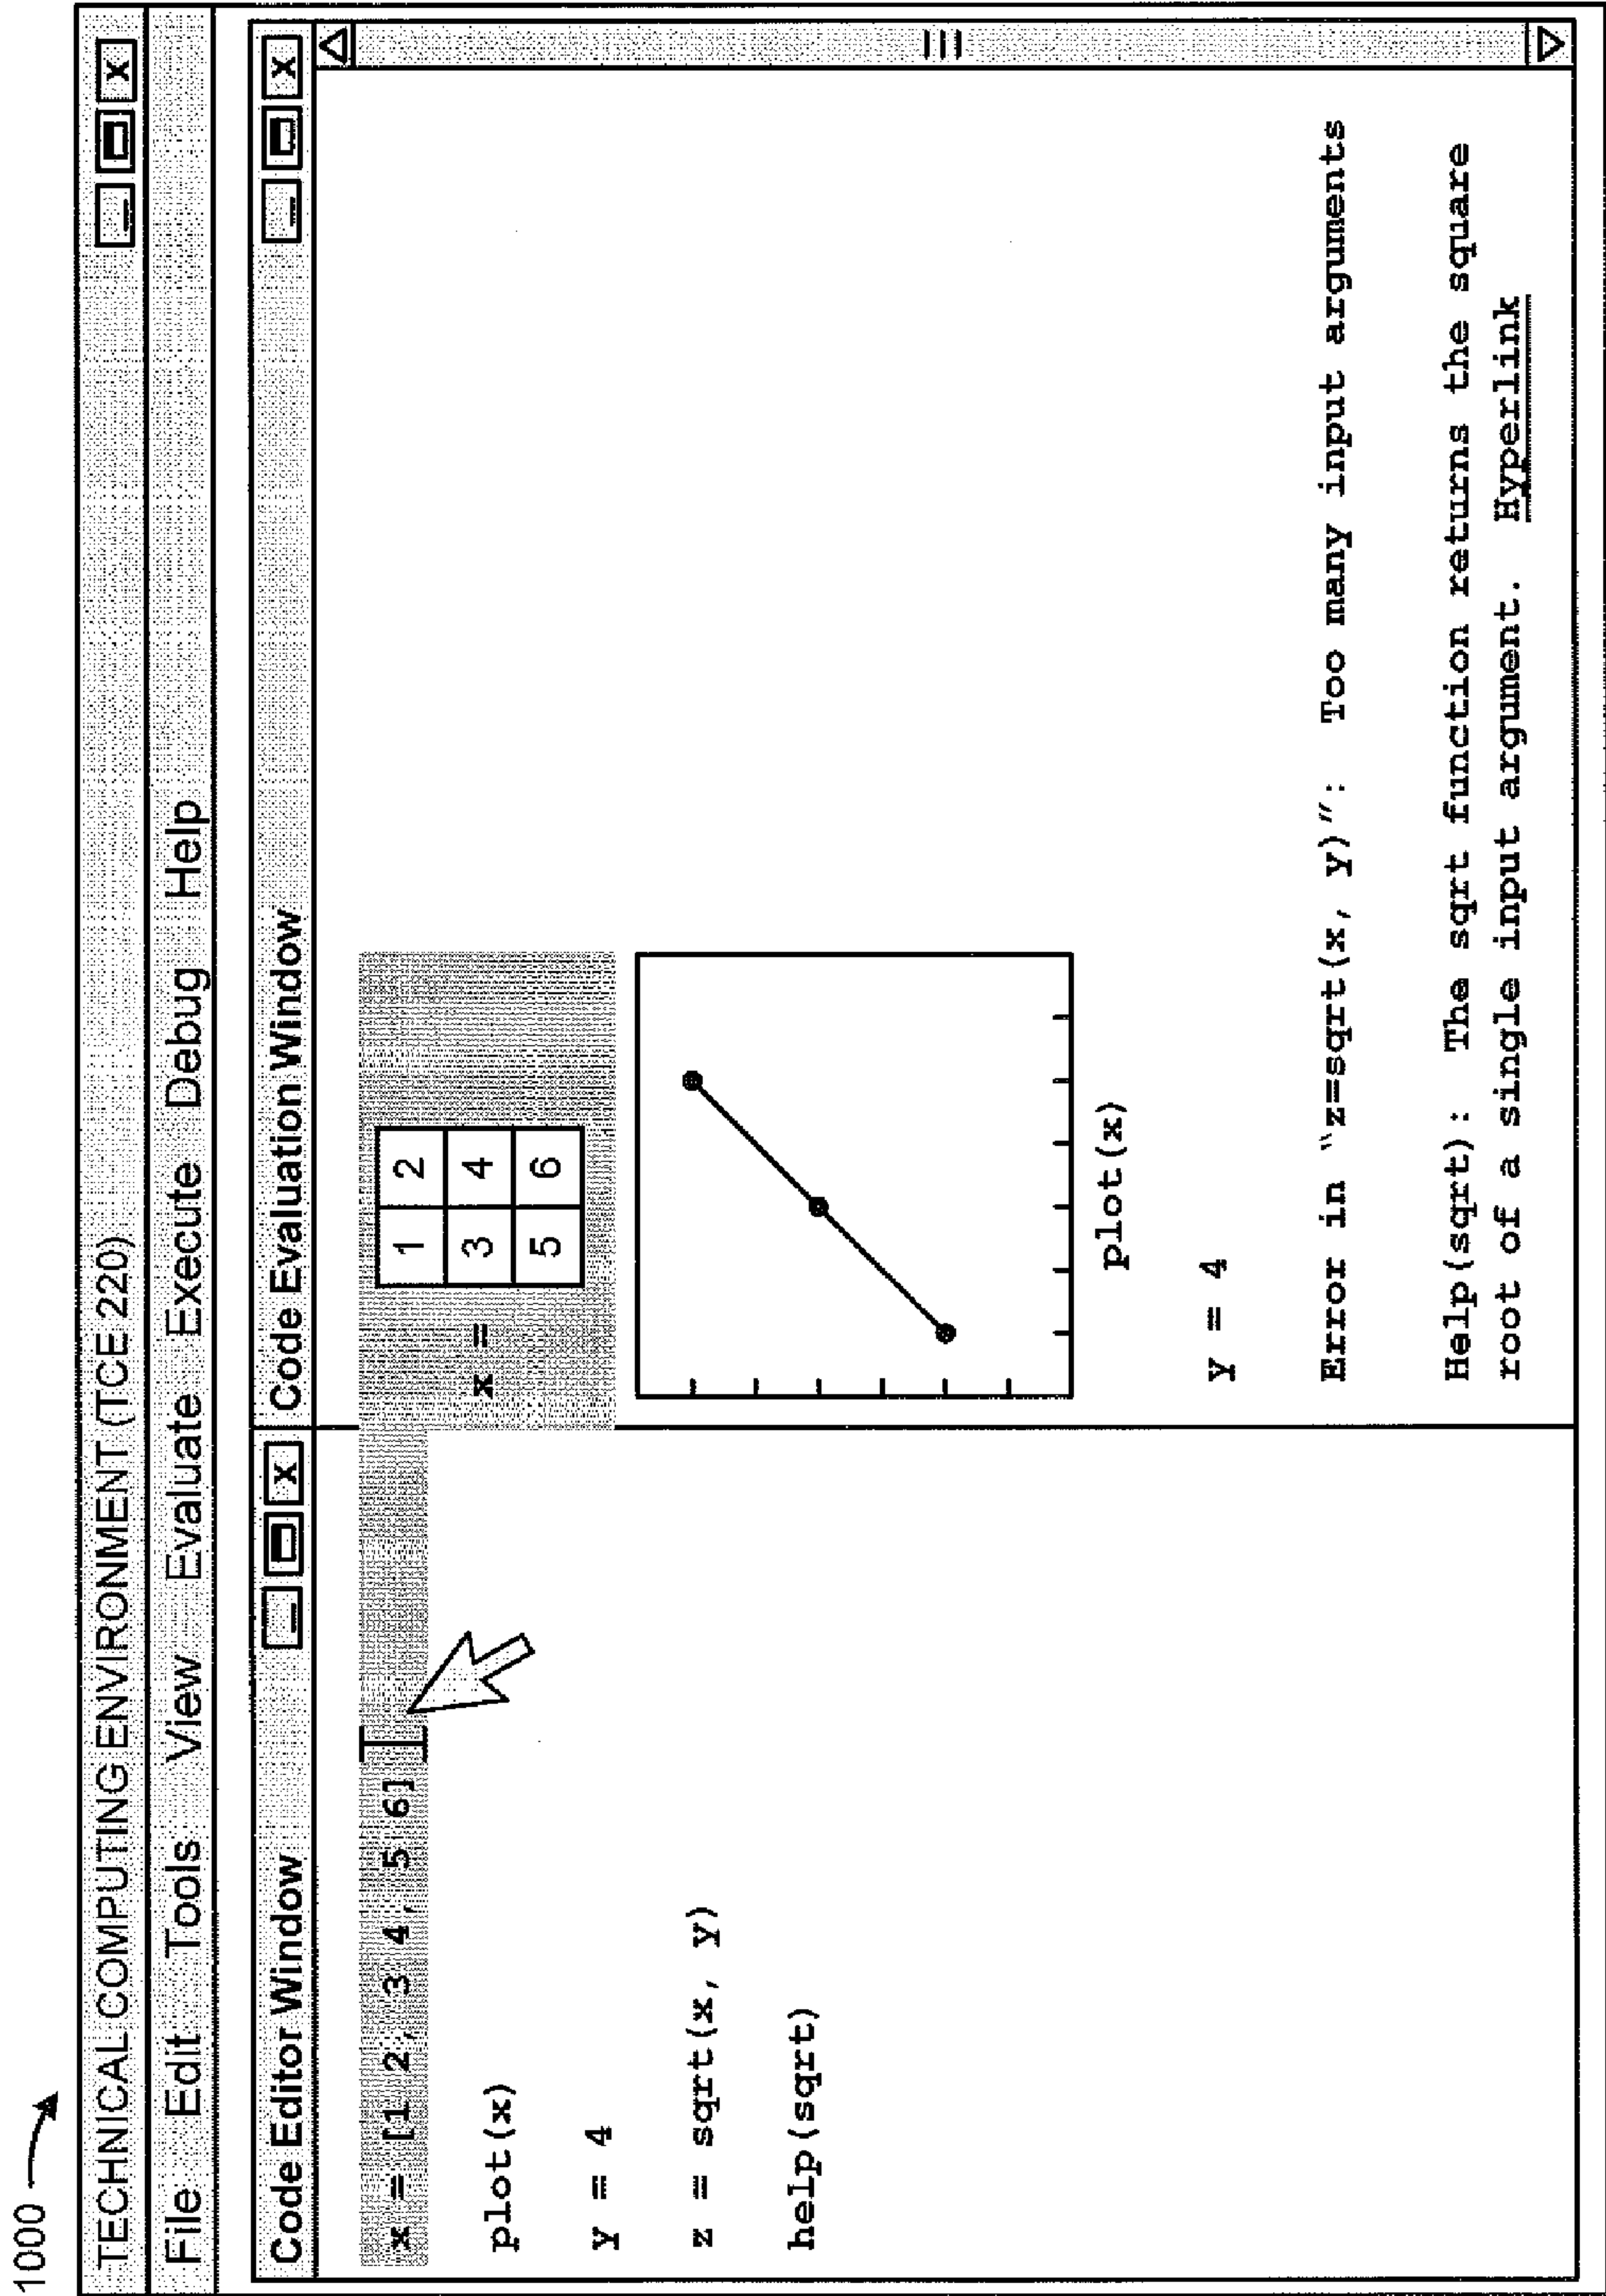 1000
TECHNICAL COMPUTING ENVIRONMENT (TCE 220)
File Edit Tools View Evaluate Execute Debug Help
Code Editor Window
x = [1 2, 3 4, 5 6]
plot(x)
y = 4
z = sqrt(x, y)
help(sqrt)
Code Evaluation Window
x =
1 2
3 4
5 6
plot(x)
y = 4
Error in “z=sqrt(x, y)”: Too many input arguments
Help(sqrt): The sqrt function returns the square
root of a single input argument. Hyperlink